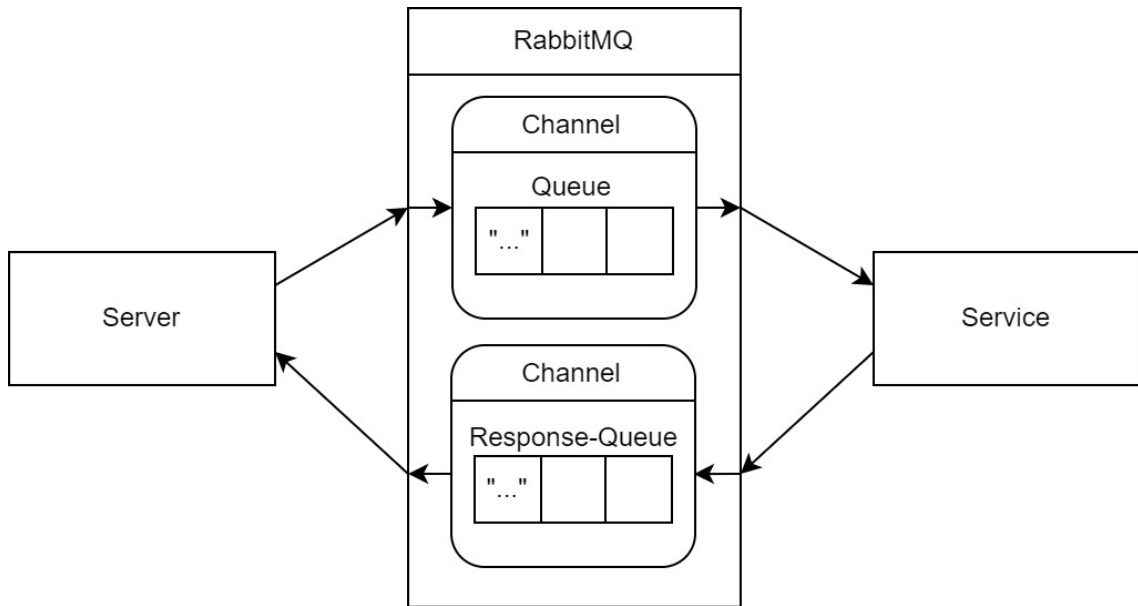 RabbitMQ
Channel
Queue
"..."
Server
Service
Channel
Response-Queue
"..."